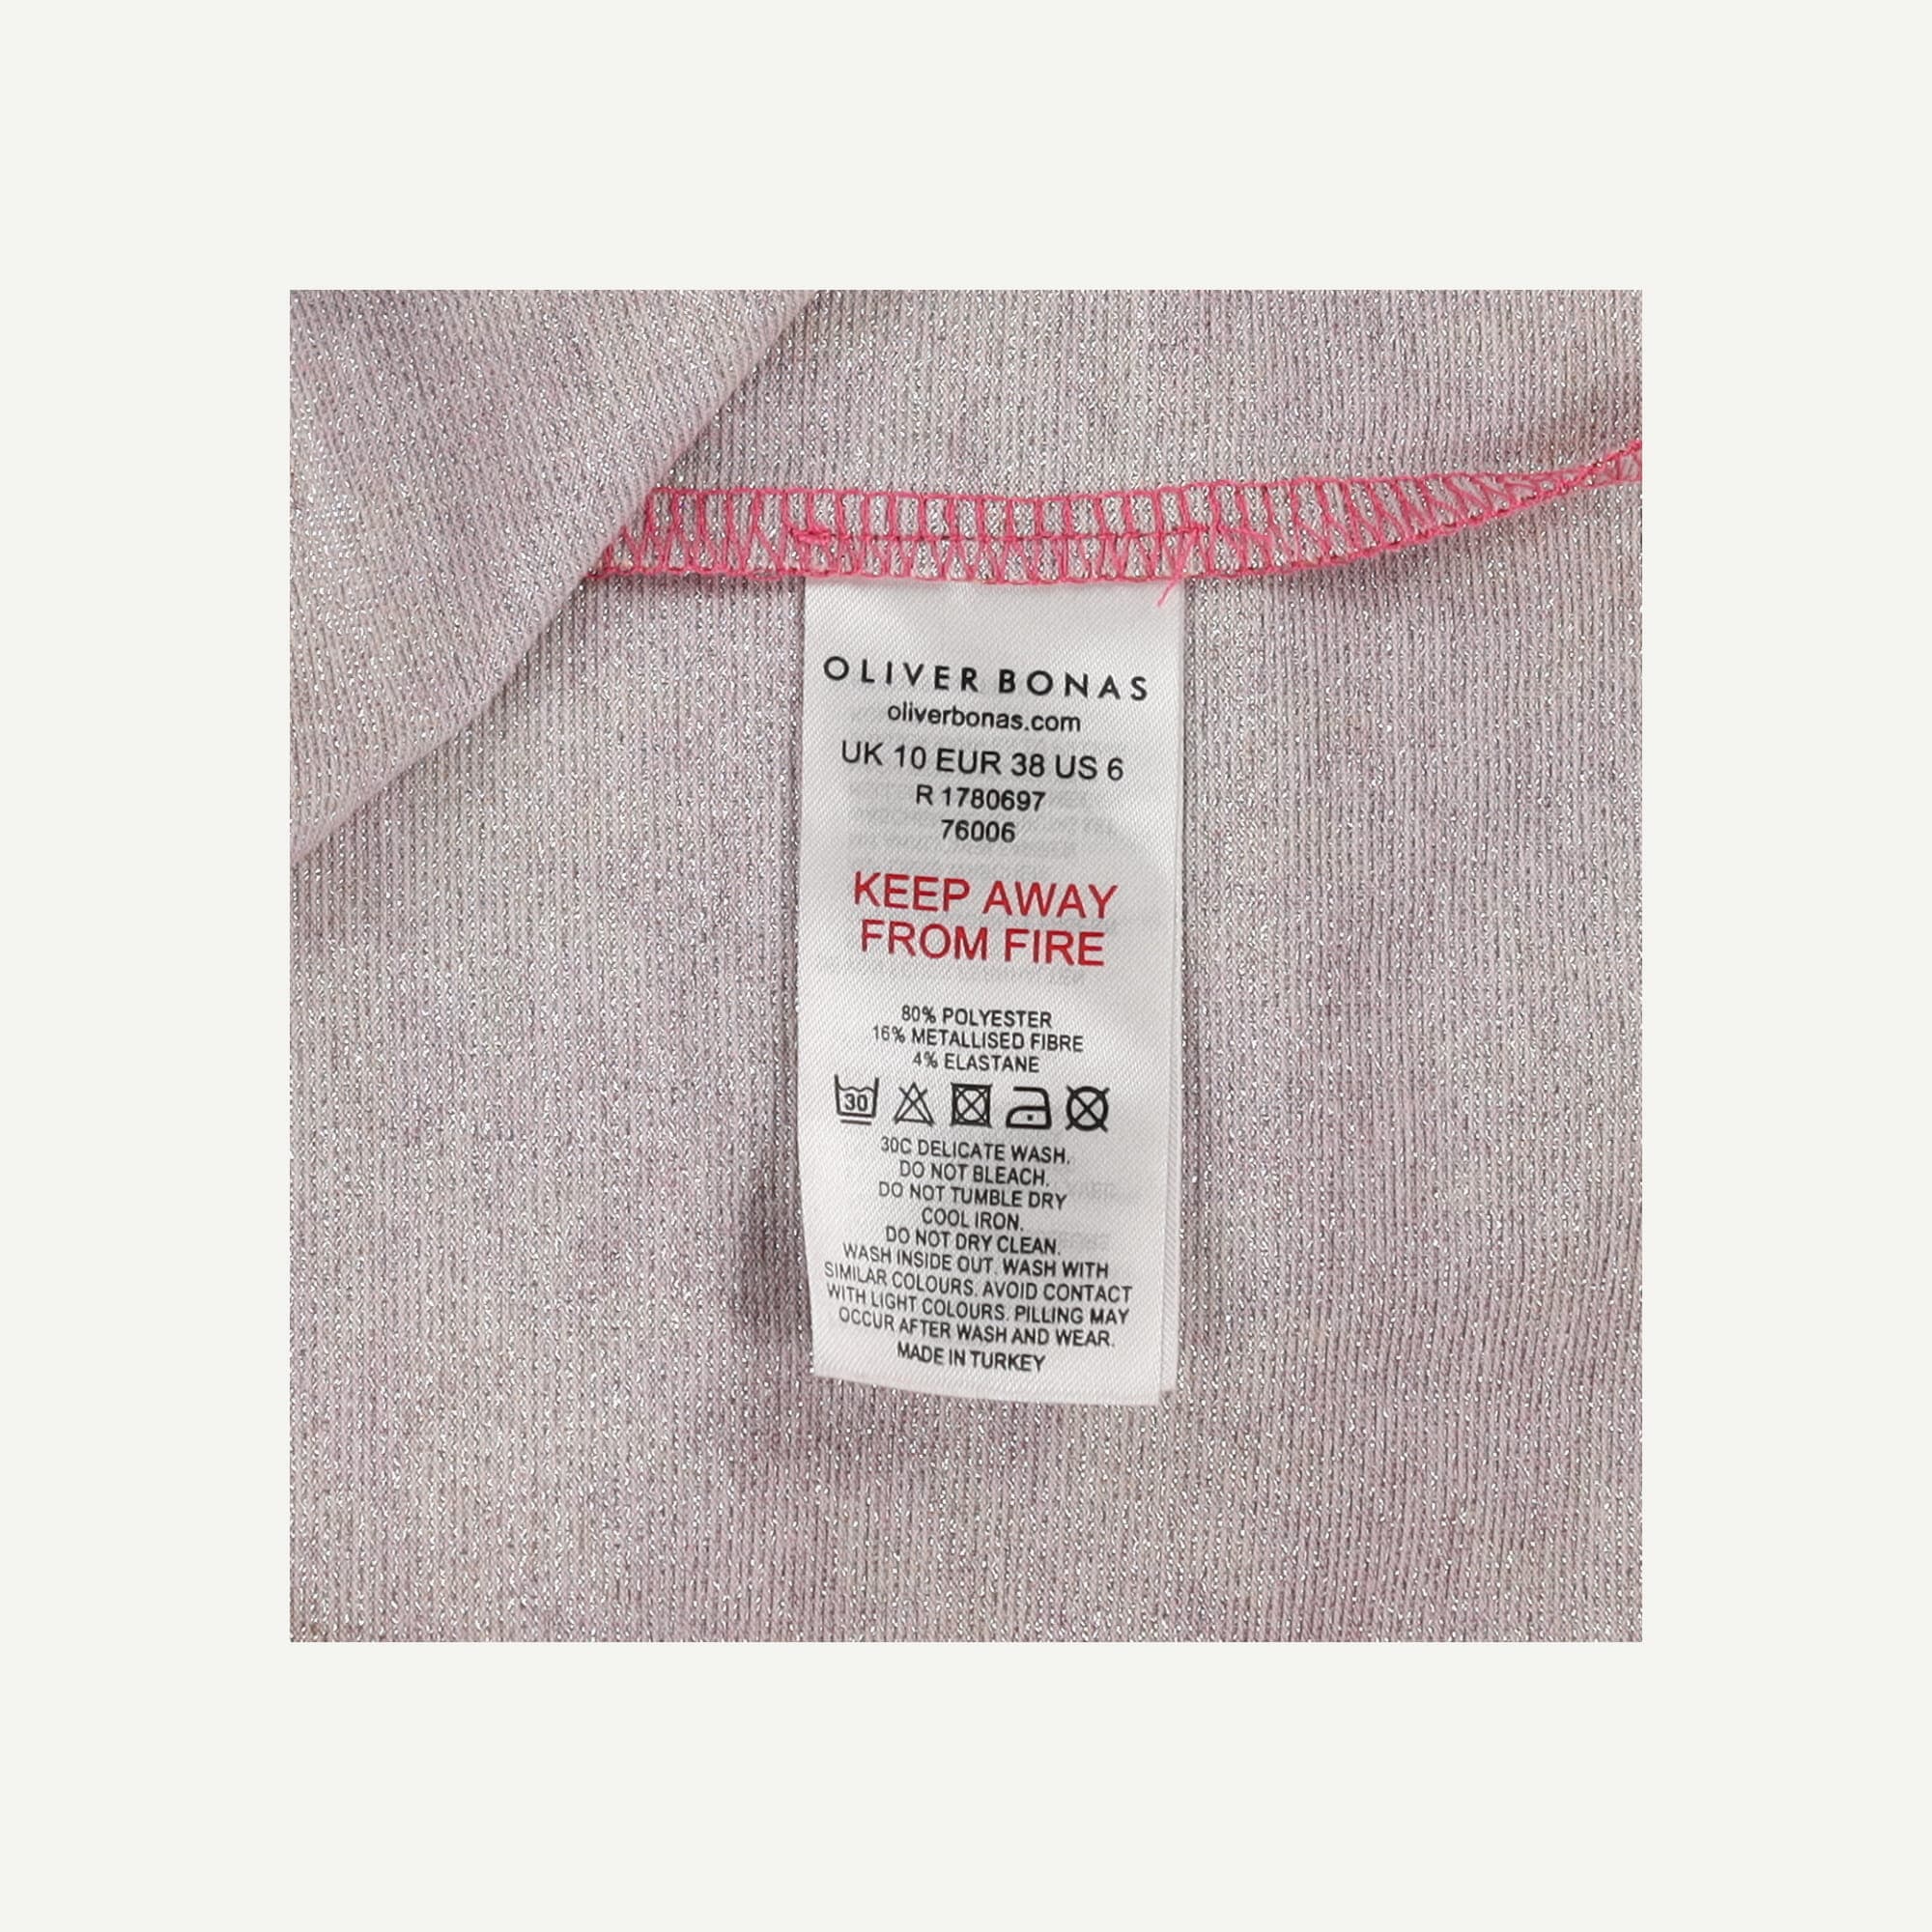 OLIVER BONAS
oliverbonas.com
UK 10 EUR 38 US 6
R 1780697
76006
KEEP AWAY
FROM FIRE
80% POLYESTER
16% METALLISED FIBRE
4% ELASTANE
30
30C DELICATE WASH.
DO NOT BLEACH.
DO NOT TUMBLE DRY
COOL IRON.
DO NOT DRY CLEAN.
WASH INSIDE OUT. WASH WITH
SIMILAR COLOURS. AVOID CONTACT
WITH LIGHT COLOURS. PILLING MAY
OCCUR AFTER WASH AND WEAR.
MADE IN TURKEY